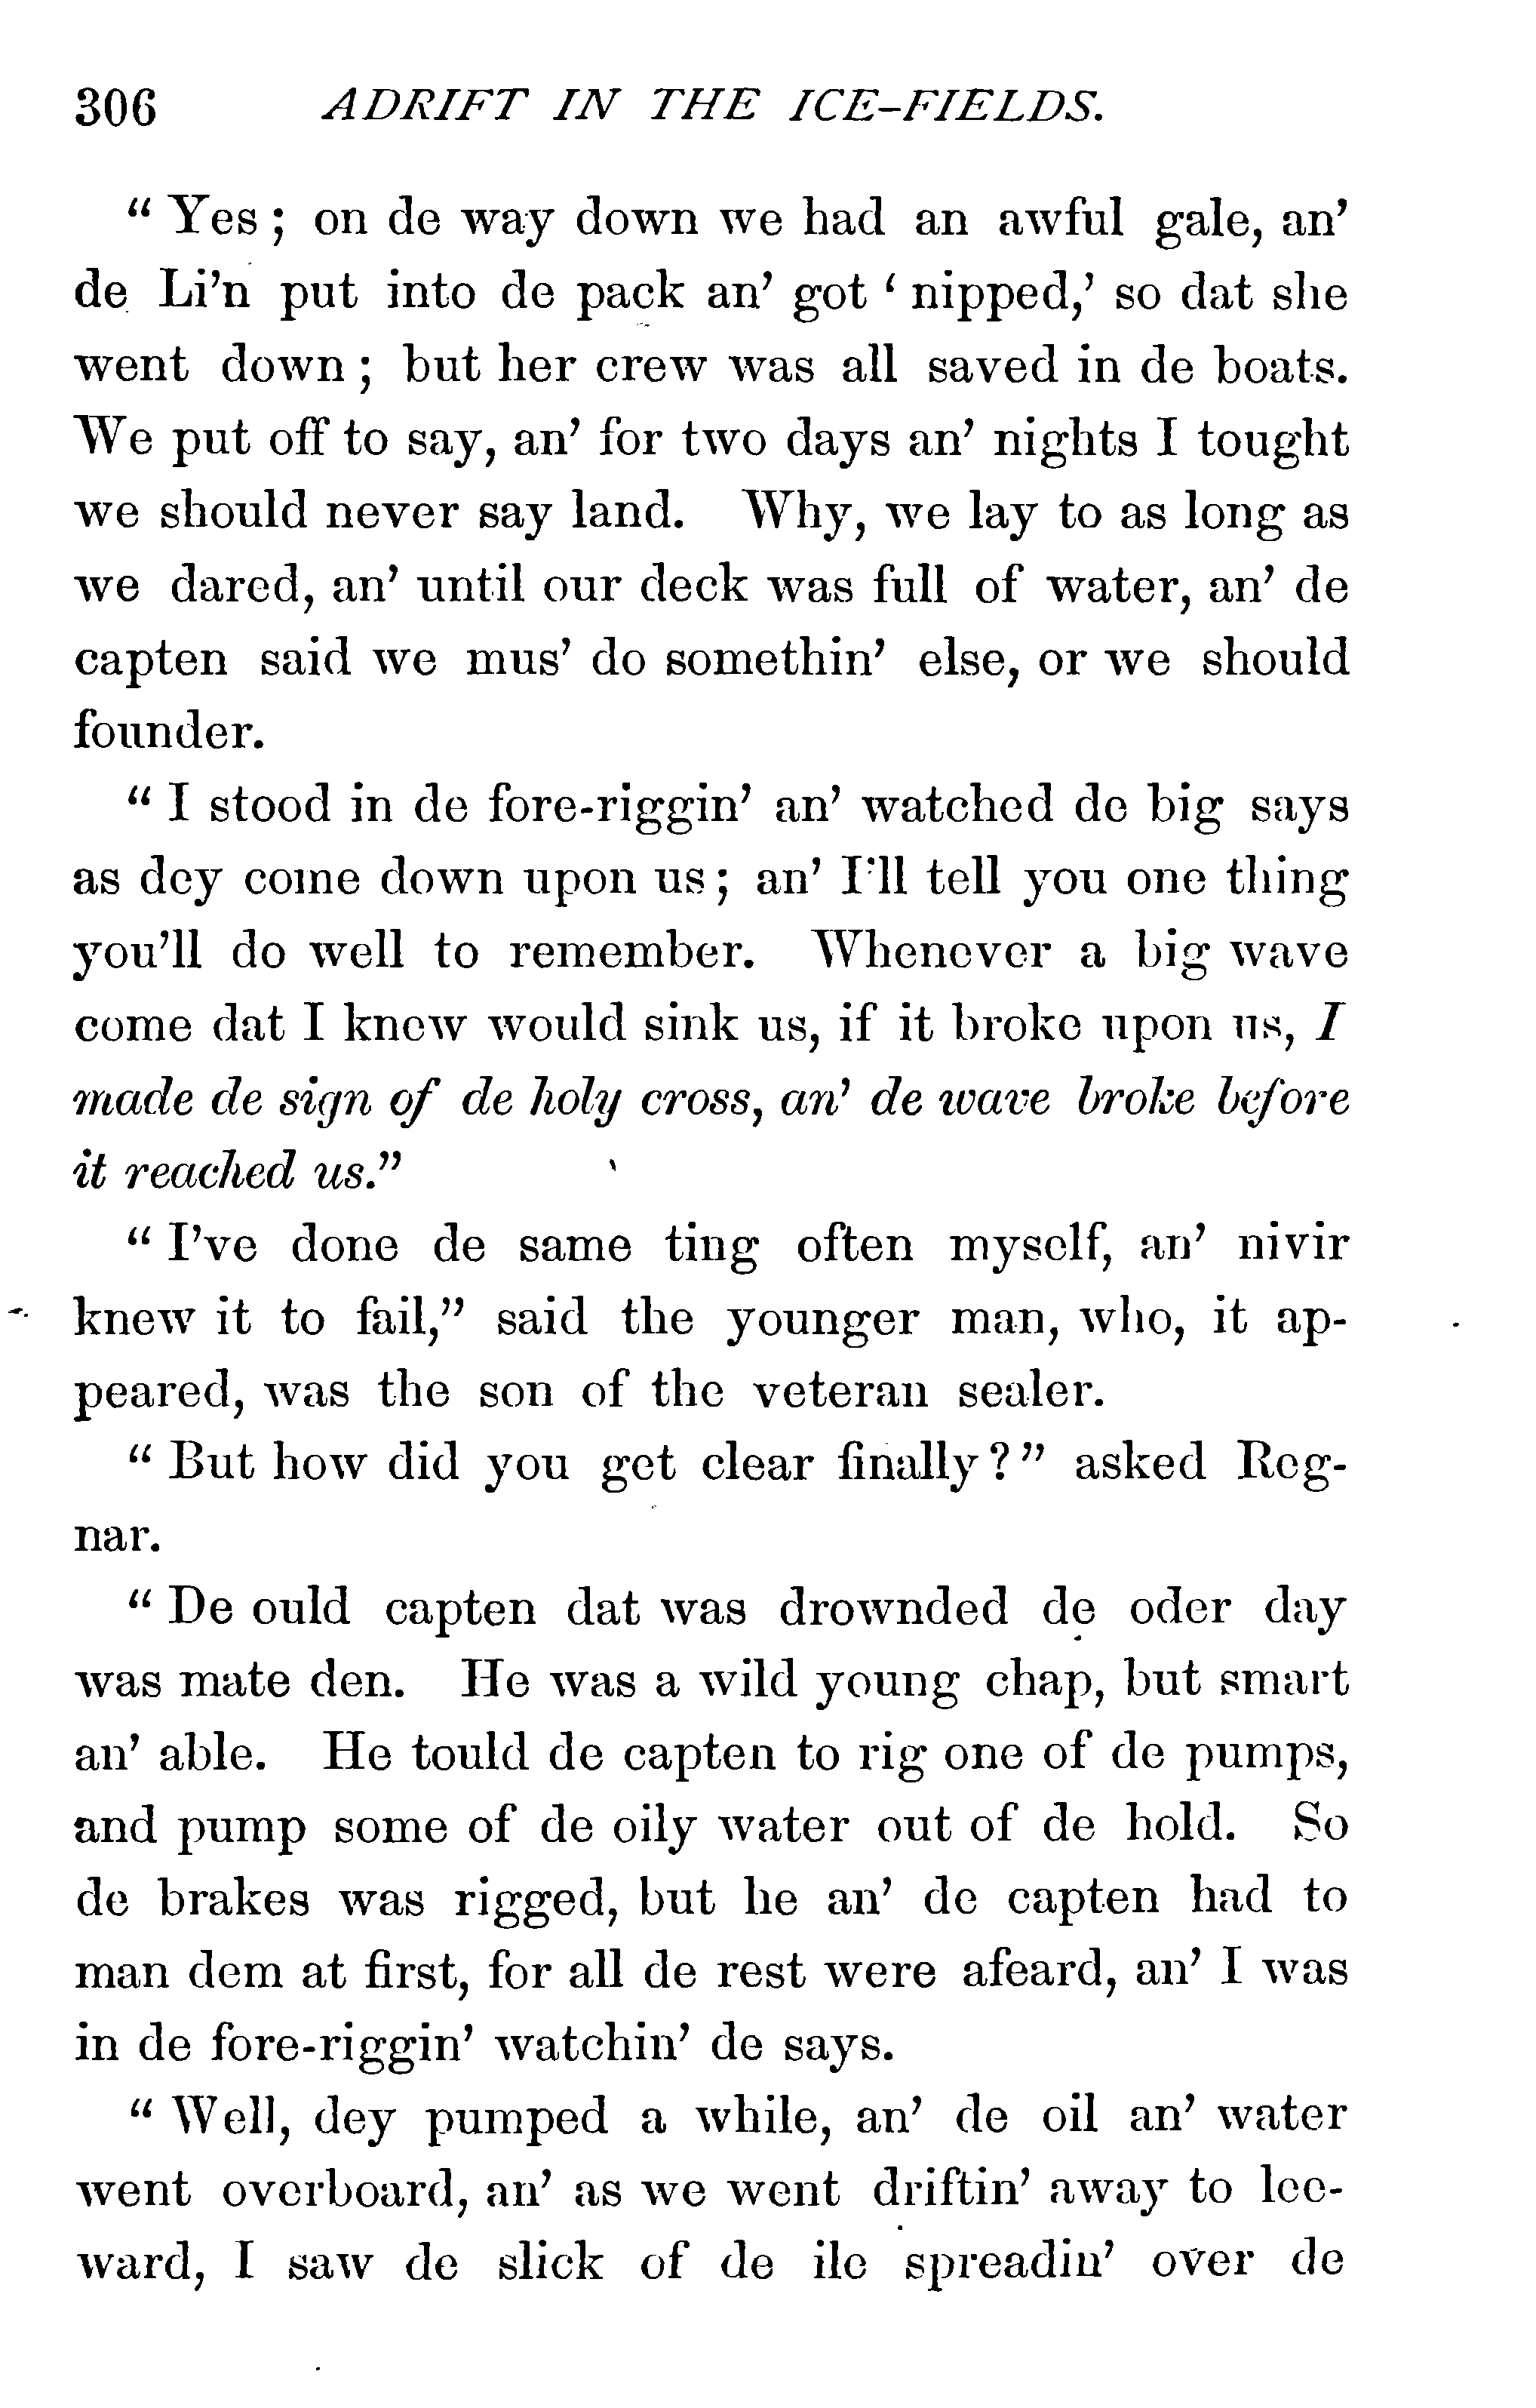 306 ADRIFT IN THE ICE-FIELDS.
“ Yes ; on de way down we had an awful gale, an’
de Li’n put into de pack an’ got ‘ nipped,’ so dat she
went down ; but her crew was all saved in de boats.
We put off to say, an’ for two days an’ nights I tought
we should never say land. Why, we lay to as long as
we dared, an’ until our deck was full of water, an’ de
capten said we mus’ do somethin’ else, or we should
founder.
“ I stood in de fore-riggin’ an’ watched de big says
as dey come down upon us ; an’ I’ll tell you one thing
you’ll do well to remember. Whenever a big wave
come dat I knew would sink us, if it broke upon us, I
made de sign of de holy cross, an’ de wave broke before
it reached us.”
“ I’ve done de same ting often myself, an’ nivir
knew it to fail,” said the younger man, who, it ap-
peared, was the son of the veteran sealer.
“ But how did you get clear finally ? ” asked Reg-
nar.
“ De ould capten dat was drownded de oder day
was mate den. He was a wild young chap, but smart
an’ able. He tould de capten to rig one of de pumps,
and pump some of de oily water out of de hold. So
de brakes was rigged, but he an’ de capten had to
man dem at first, for all de rest were afeard, an’ I was
in de fore-riggin’ watchin’ de says.
“ Well, dey pumped a while, an’ de oil an’ water
went overboard, an’ as we went driftin’ away to lee-
ward, I saw de slick of de ile spreadin’ over de